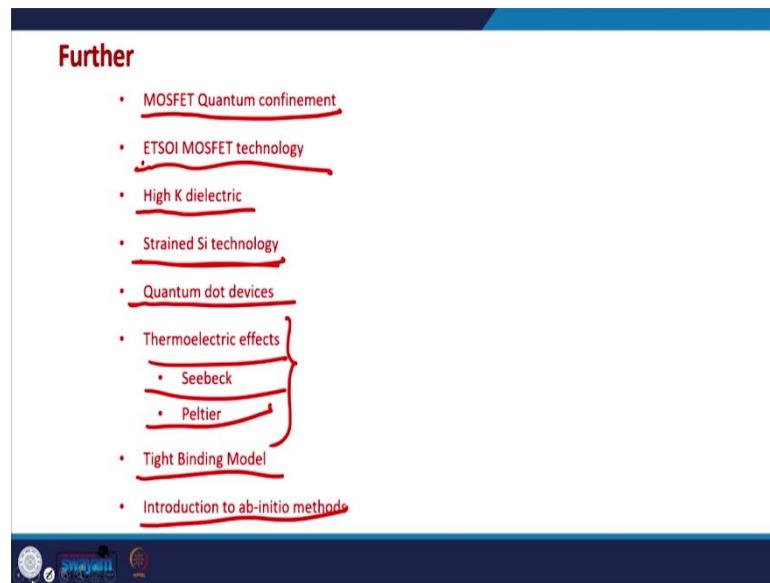 Further
• MOSFET Quantum confinement
• ETSOI MOSFET technology
• High K dielectric
• Strained Si technology
• Quantum dot devices
• Thermoelectric effects
• Seebeck
• Peltier
• Tight Binding Model
• Introduction to ab-initio methods
swayam